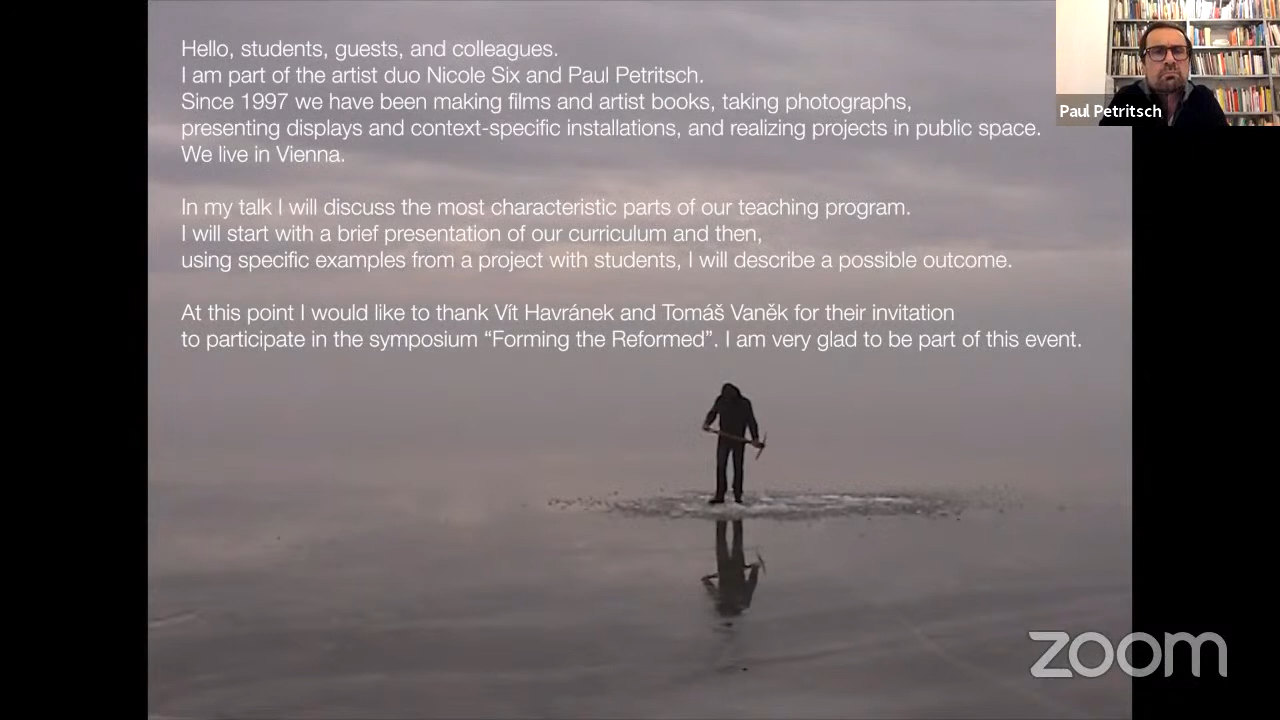 Hello, students, guests, and colleagues.
I am part of the artist duo Nicole Six and Paul Petritsch.
Since 1997 we have been making films and artist books, taking photographs,
presenting displays and context-specific installations, and realizing projects in public space.
We live in Vienna.
In my talk I will discuss the most characteristic parts of our teaching program.
I will start with a brief presentation of our curriculum and then,
using specific examples from a project with students, I will describe a possible outcome.
At this point I would like to thank Vít Havránek and Tomáš Vaněk for their invitation
to participate in the symposium “Forming the Reformed”. I am very glad to be part of this event.
Paul Petritsch
zoom